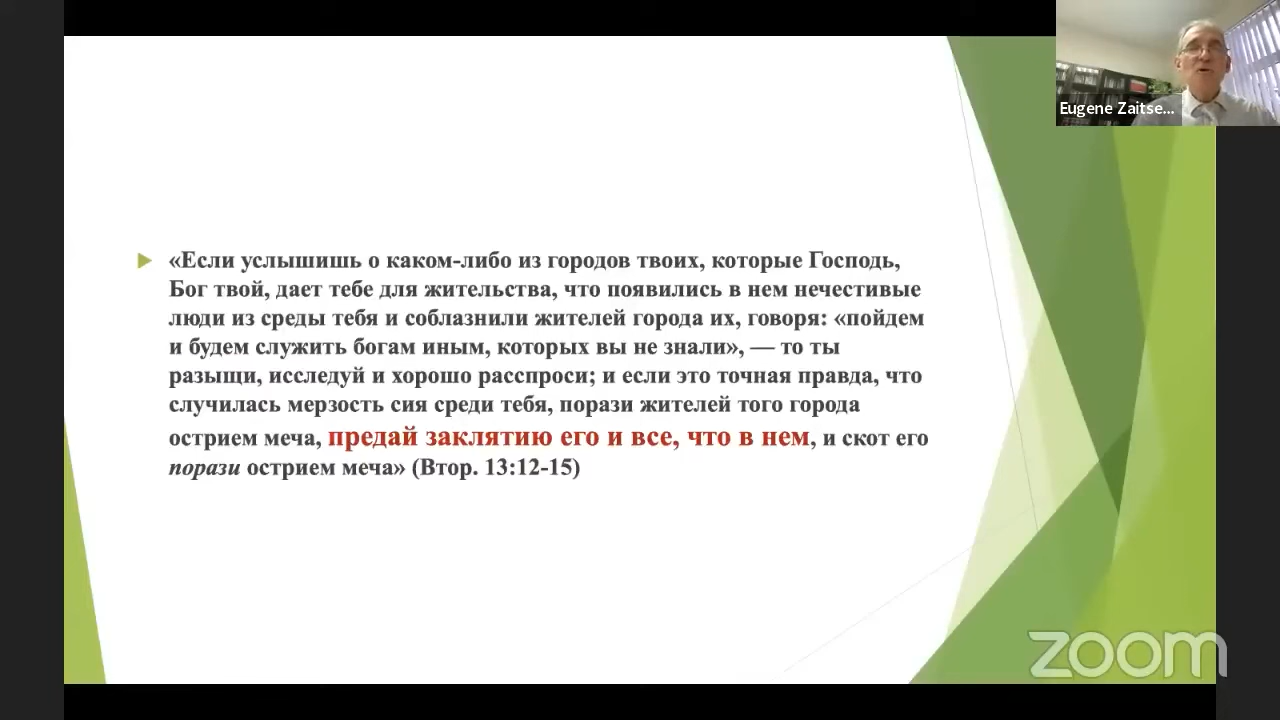 Eugene Zaitse...
«Если услышишь о каком-либо из городов твоих, которые Господь,
Бог твой, дает тебе для жительства, что появились в нем нечестивые
люди из среды тебя и соблазнили жителей города их, говоря: «пойдем
и будем служить богам иным, которых вы не знали», — то ты
разыщи, исследуй и хорошо расспроси; и если это точная правда, что
случилась мерзость сия среди тебя, порази жителей того города
острием меча, предай заклятию его и все, что в нем, и скот его
порази острием меча» (Втор. 13:12-15)
zoom